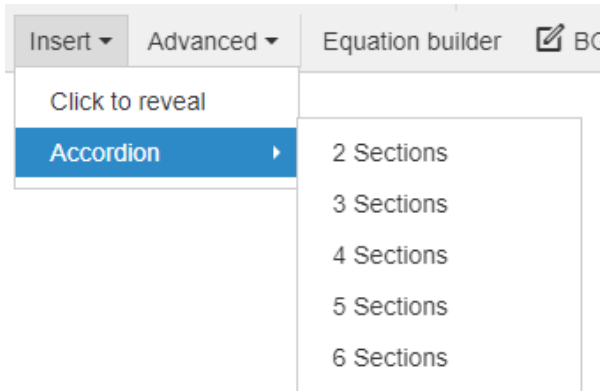 Insert Advanced Equation builder
Click to reveal
Accordion
2 Sections
3 Sections
4 Sections
5 Sections
6 Sections